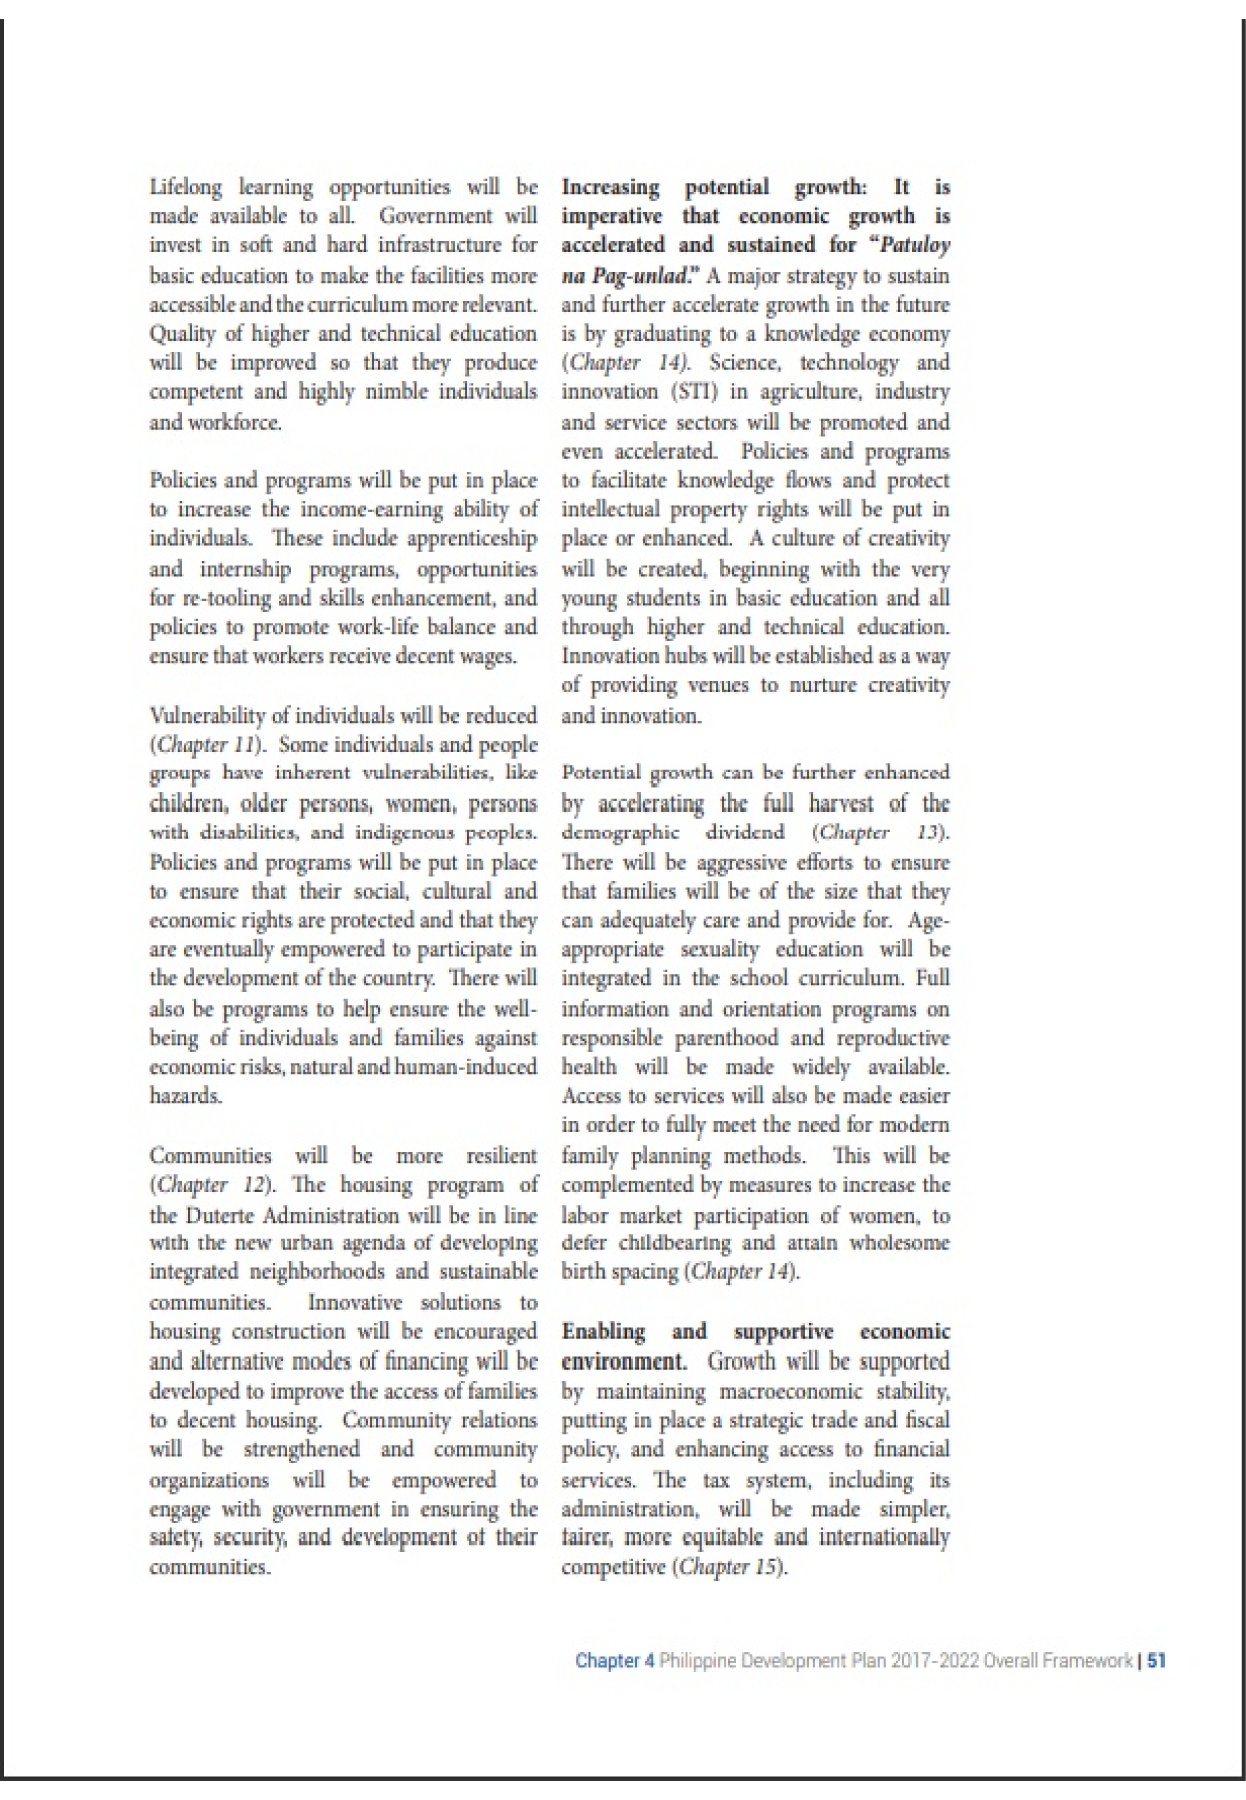 Lifelong learning opportunities will be
made available to all. Government will
invest in soft and hard infrastructure for
basic education to make the facilities more
accessible and the curriculum more relevant.
Quality of higher and technical education
will be improved so that they produce
competent and highly nimble individuals
and workforce.
Policies and programs will be put in place
to increase the income-earning ability of
individuals. These include apprenticeship
and internship programs, opportunities
for re-tooling and skills enhancement, and
policies to promote work-life balance and
ensure that workers receive decent wages.
Vulnerability of individuals will be reduced
(Chapter 11). Some individuals and people
groups have inherent vulnerabilities, like
children, older persons, women, persons
with disabilities, and indigenous peoples.
Policies and programs will be put in place
to ensure that their social, cultural and
economic rights are protected and that they
are eventually empowered to participate in
the development of the country. There will
also be programs to help ensure the well-
being of individuals and families against
economic risks, natural and human-induced
hazards.
Communities will be more resilient
(Chapter 12). The housing program of
the Duterte Administration will be in line
with the new urban agenda of developing
integrated neighborhoods and sustainable
communities. Innovative solutions to
housing construction will be encouraged
and alternative modes of financing will be
developed to improve the access of families
to decent housing. Community relations
will be strengthened and community
organizations will be empowered to
engage with government in ensuring the
safety, security, and development of their
communities.
Increasing potential growth: It is
imperative that economic growth is
accelerated and sustained for “Patuloy
na Pag-unlad.” A major strategy to sustain
and further accelerate growth in the future
is by graduating to a knowledge economy
(Chapter 14). Science, technology and
innovation (STI) in agriculture, industry
and service sectors will be promoted and
even accelerated. Policies and programs
to facilitate knowledge flows and protect
intellectual property rights will be put in
place or enhanced. A culture of creativity
will be created, beginning with the very
young students in basic education and all
through higher and technical education.
Innovation hubs will be established as a way
of providing venues to nurture creativity
and innovation.
Potential growth can be further enhanced
by accelerating the full harvest of the
demographic dividend (Chapter 13).
There will be aggressive efforts to ensure
that families will be of the size that they
can adequately care and provide for. Age-
appropriate sexuality education will be
integrated in the school curriculum. Full
information and orientation programs on
responsible parenthood and reproductive
health will be made widely available.
Access to services will also be made easier
in order to fully meet the need for modern
family planning methods. This will be
complemented by measures to increase the
labor market participation of women, to
defer childbearing and attain wholesome
birth spacing (Chapter 14).
Enabling and supportive economic
environment. Growth will be supported
by maintaining macroeconomic stability,
putting in place a strategic trade and fiscal
policy, and enhancing access to financial
services. The tax system, including its
administration, will be made simpler,
fairer, more equitable and internationally
competitive (Chapter 15).
Chapter 4 Philippine Development Plan 2017-2022 Overall Framework | 51